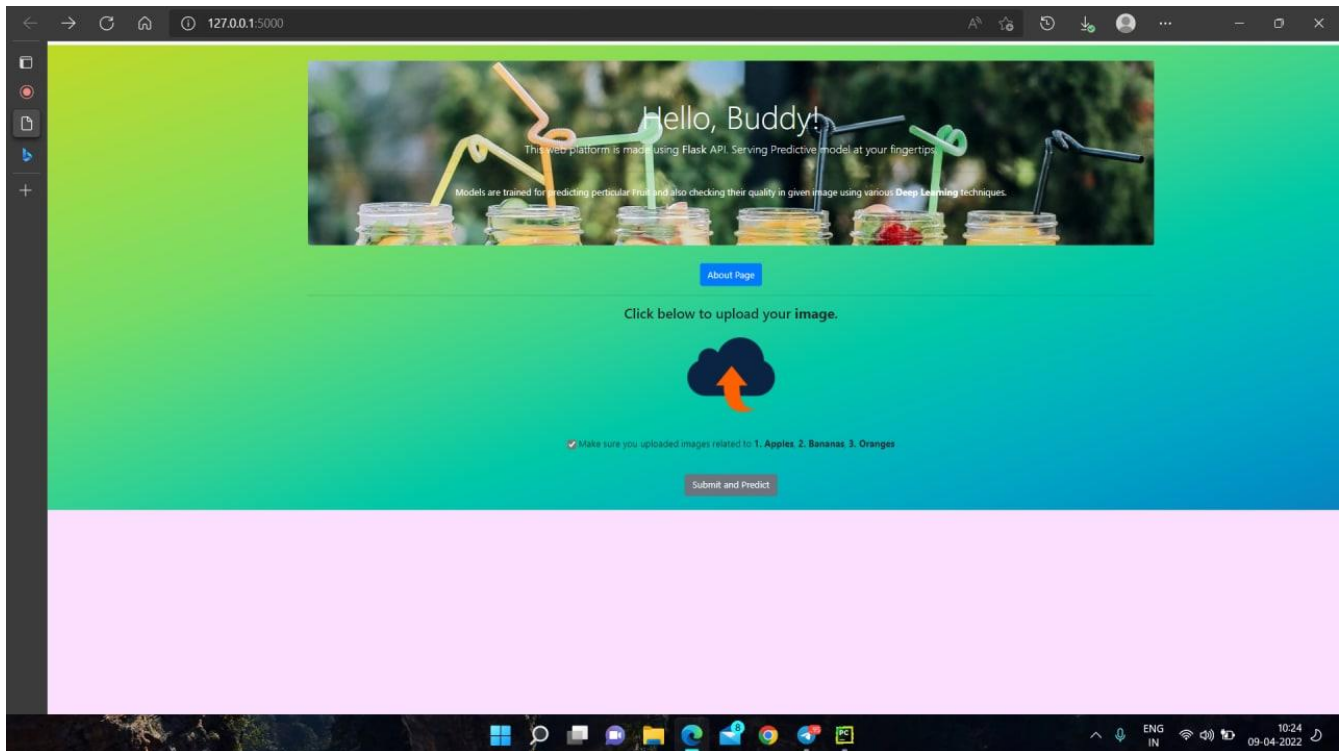 127.0.0.1:5000
Hello, Buddy!
This web platform is made using Flask API. Serving Predictive model at your fingertips.
Models are trained for predicting perticular Fruit and also checking their quality in given image using various Deep Learning techniques.
About Page
Click below to upload your image.
Make sure you uploaded images related to 1. Apples, 2. Bananas, 3. Oranges
Submit and Predict
8
PC
ENG
IN
10:24
09-04-2022